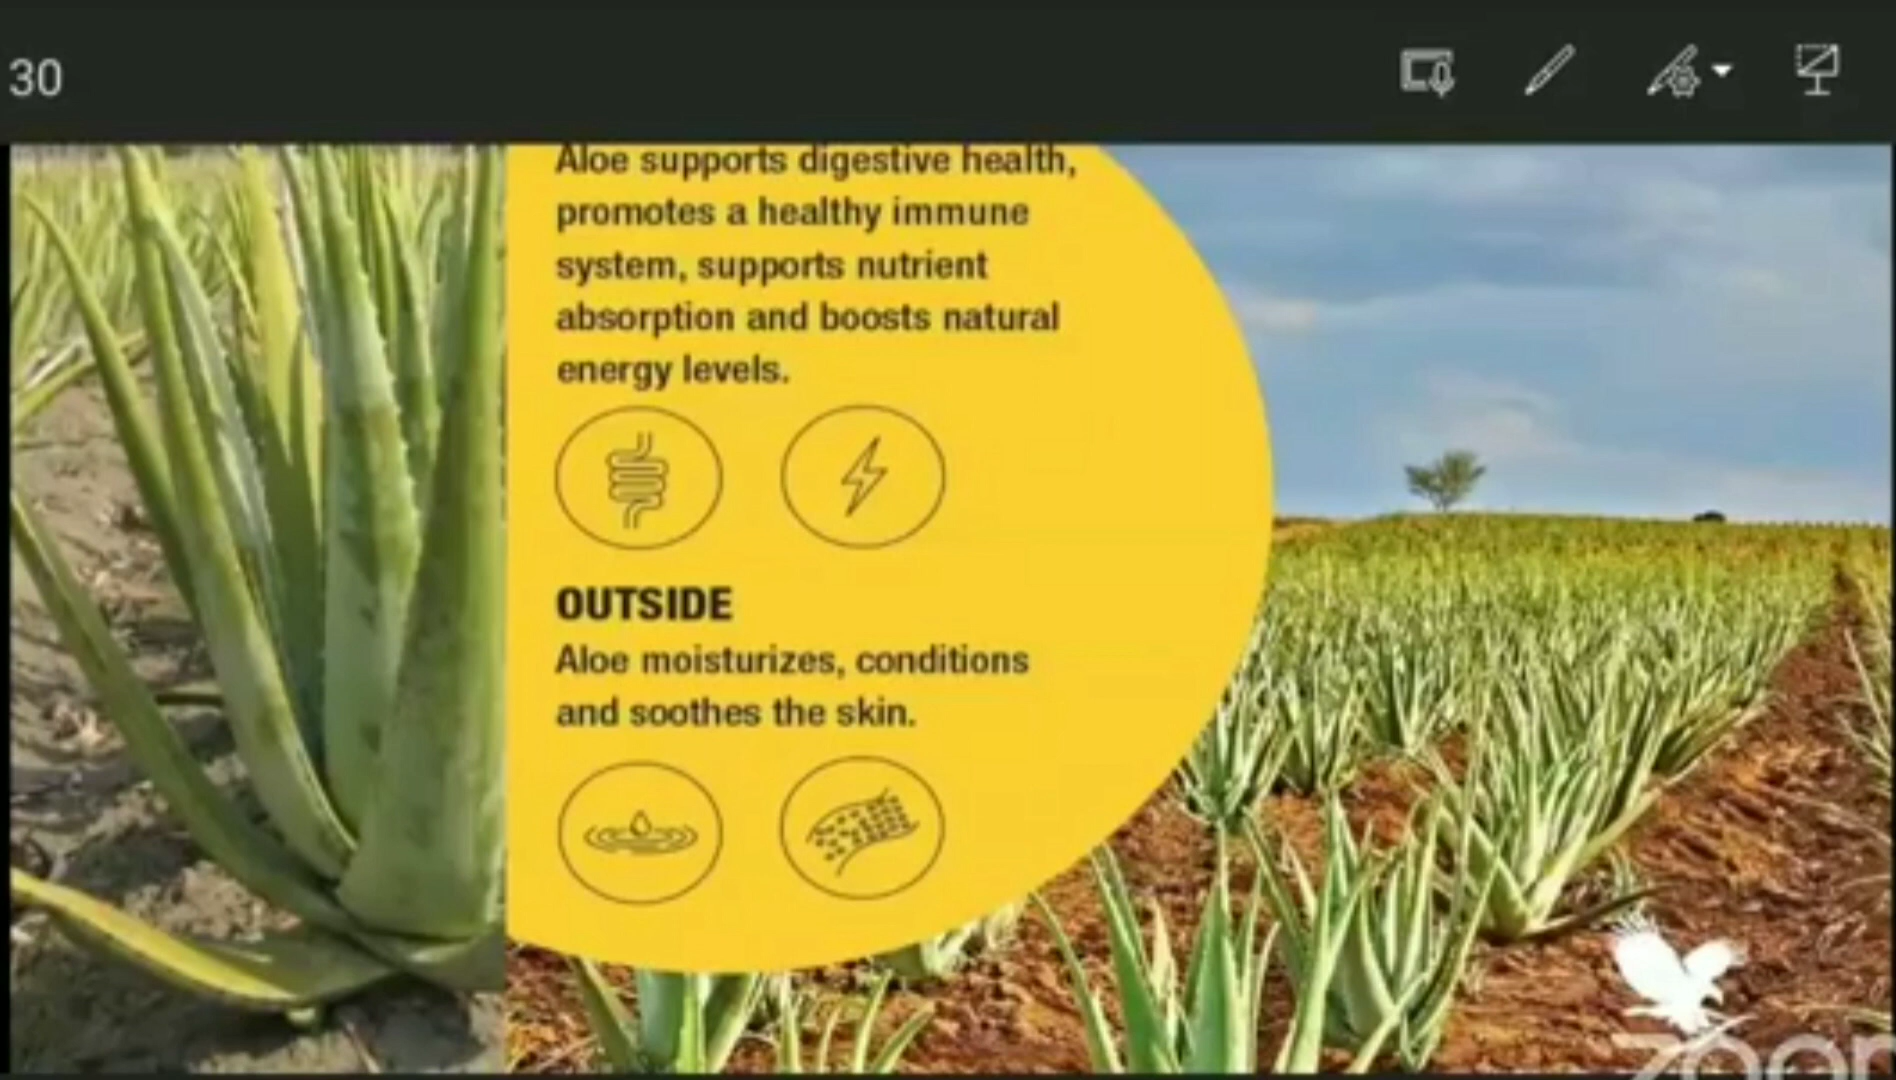 30
Aloe supports digestive health,
promotes a healthy immune
system, supports nutrient
absorption and boosts natural
energy levels.
OUTSIDE
Aloe moisturizes, conditions
and soothes the skin.